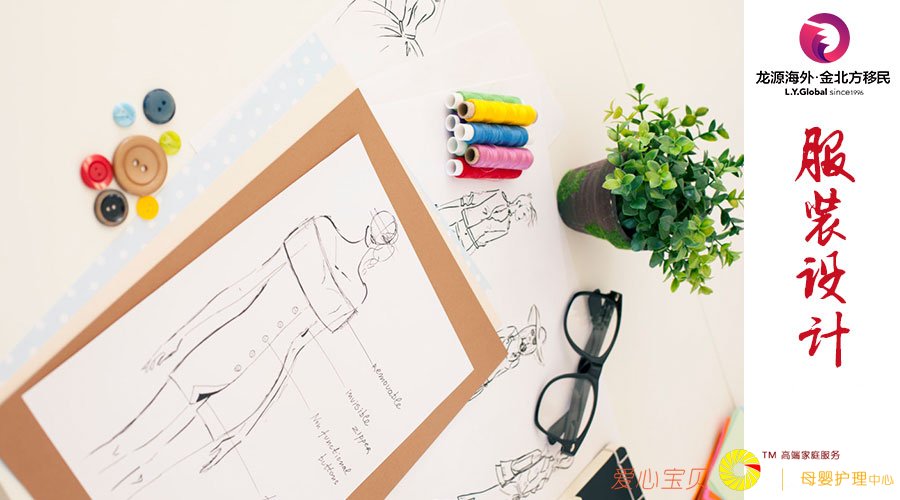 龙源海外·金北方移民
L.Y.Global since1996
服装设计
removable
invisible
zipper
Non functional
buttons
爱心宝贝
TM 高端家庭服务
母婴护理中心